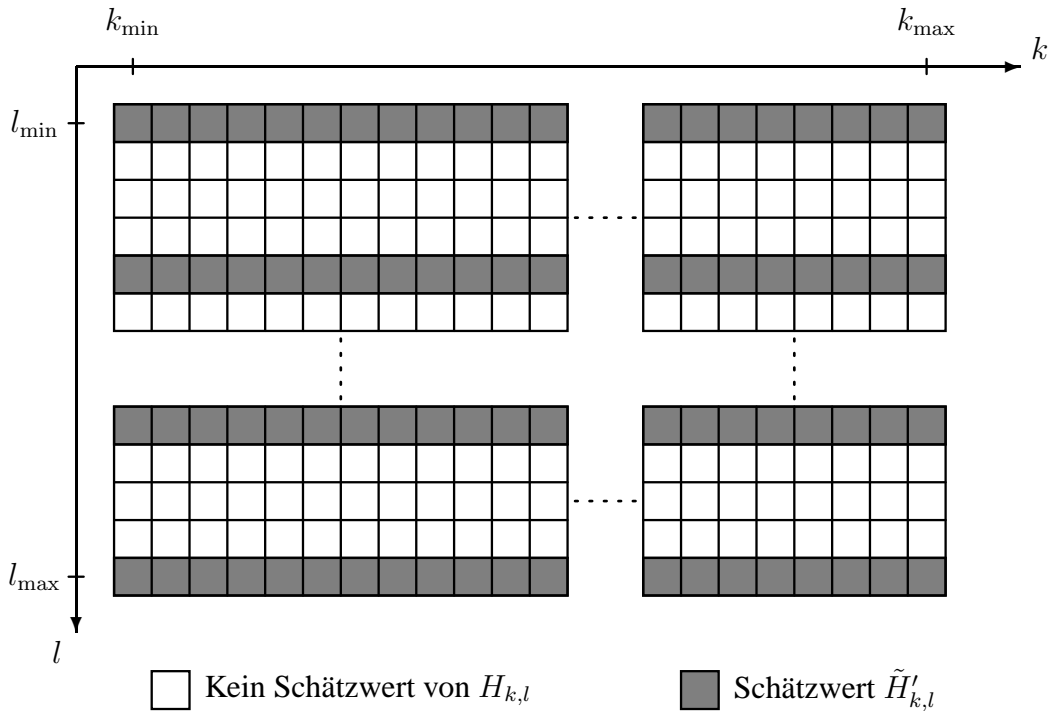 k_min
k_max
k
l_min
l_max
l
Kein Schätzwert von H_{k,l}
Schätzwert H̃′_{k,l}